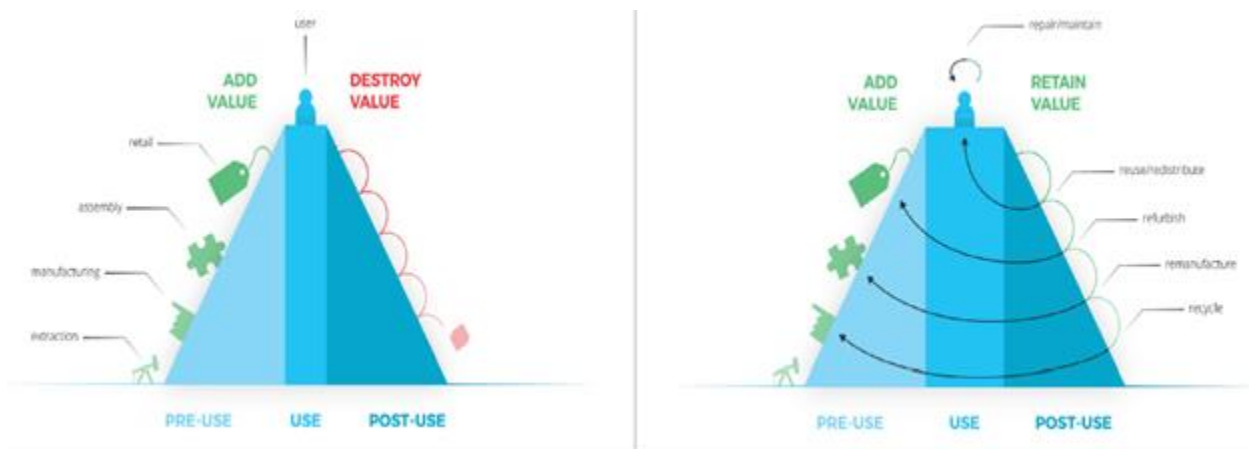 user
ADD
VALUE
DESTROY
VALUE
retail
assembly
manufacturing
extraction
PRE-USE
USE
POST-USE
repair/maintain
ADD
VALUE
RETAIN
VALUE
reuse/redistribute
refurbish
remanufacture
recycle
PRE-USE
USE
POST-USE